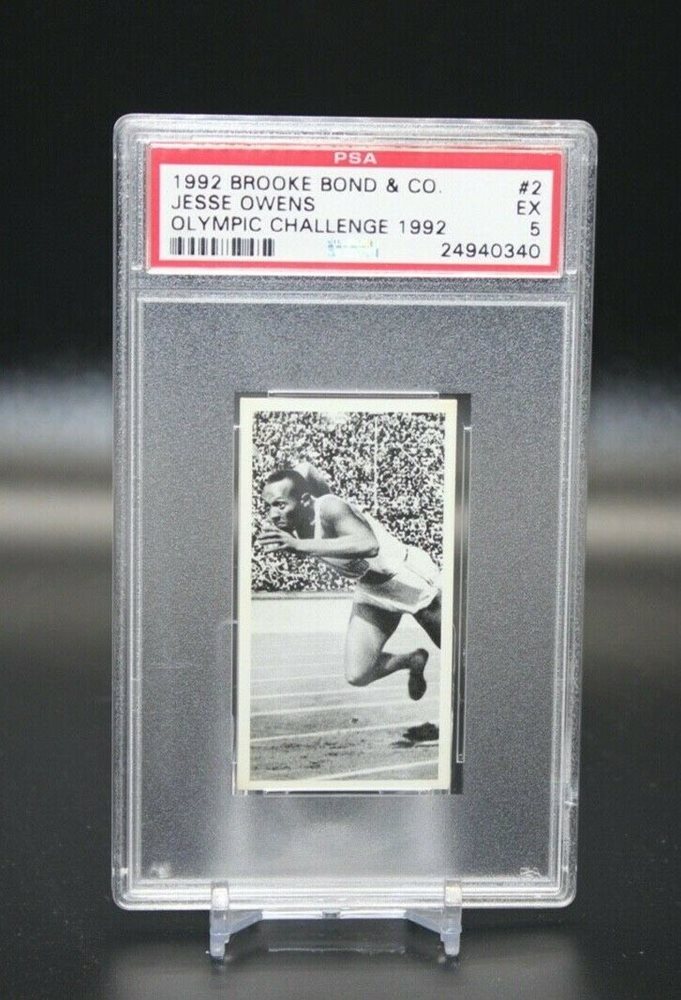 PSA
1992 BROOKE BOND & CO. #2
JESSE OWENS EX
OLYMPIC CHALLENGE 1992 5
24940340